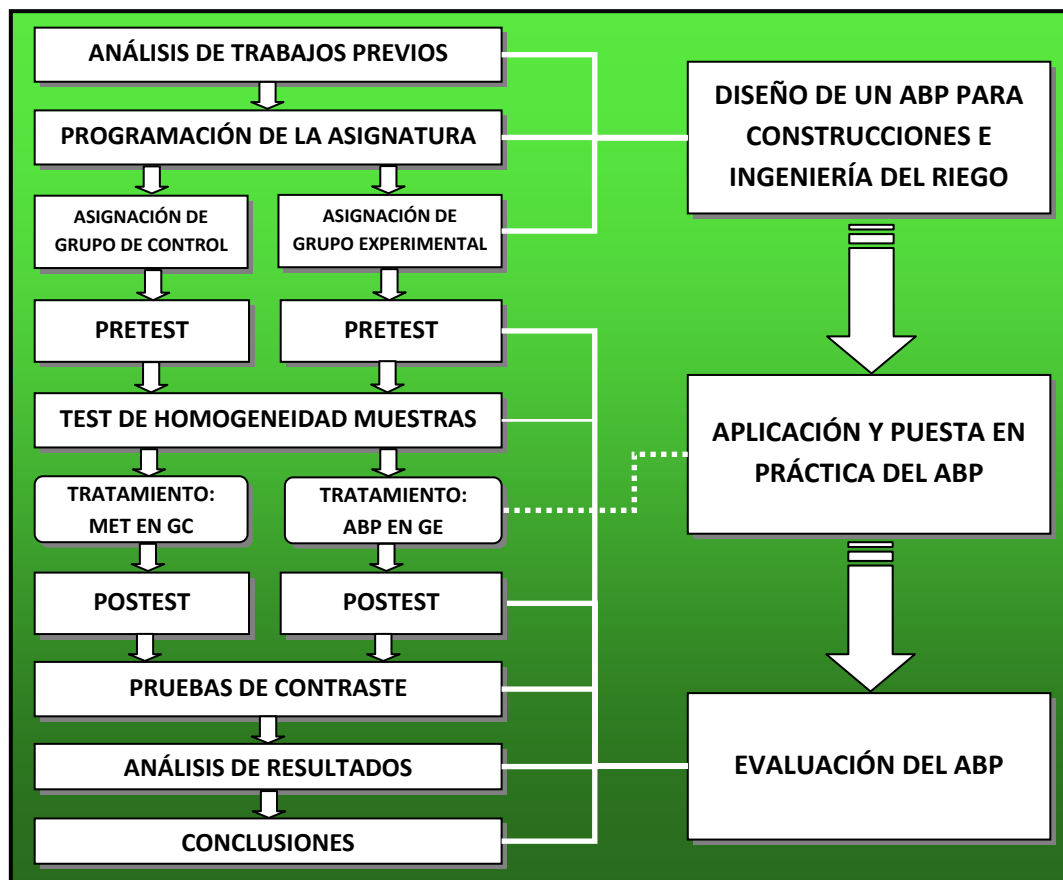 ANÁLISIS DE TRABAJOS PREVIOS
PROGRAMACIÓN DE LA ASIGNATURA
ASIGNACIÓN DE
GRUPO DE CONTROL
ASIGNACIÓN DE
GRUPO EXPERIMENTAL
PRETEST
PRETEST
TEST DE HOMOGENEIDAD MUESTRAS
TRATAMIENTO:
MET EN GC
TRATAMIENTO:
ABP EN GE
POSTEST
POSTEST
PRUEBAS DE CONTRASTE
ANÁLISIS DE RESULTADOS
CONCLUSIONES
DISEÑO DE UN ABP PARA
CONSTRUCCIONES E
INGENIERÍA DEL RIEGO
APLICACIÓN Y PUESTA EN
PRÁCTICA DEL ABP
EVALUACIÓN DEL ABP